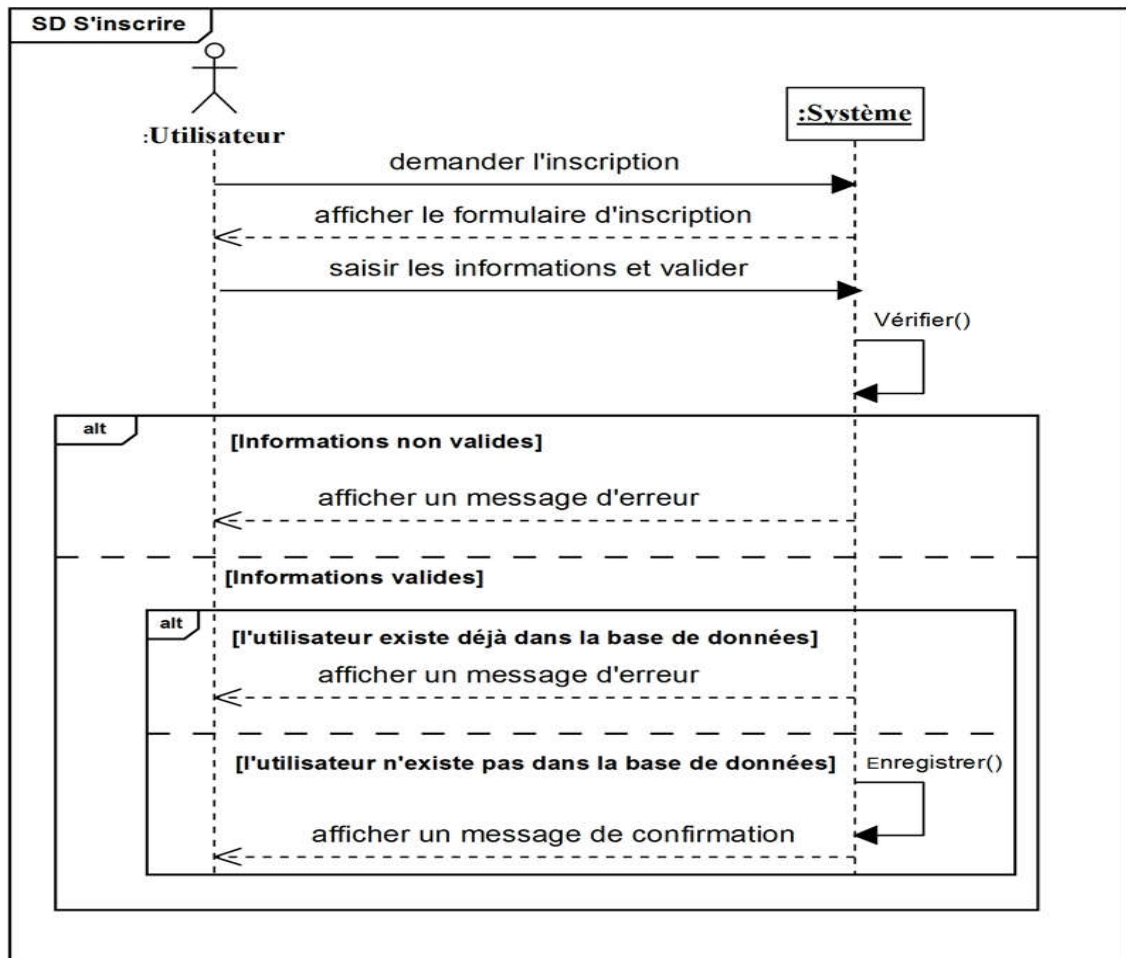 SD S'inscrire
:Utilisateur
:Système
demander l'inscription
afficher le formulaire d'inscription
saisir les informations et valider
Vérifier()
alt
[Informations non valides]
afficher un message d'erreur
[Informations valides]
alt
[l'utilisateur existe déjà dans la base de données]
afficher un message d'erreur
[l'utilisateur n'existe pas dans la base de données]
Enregistrer()
afficher un message de confirmation